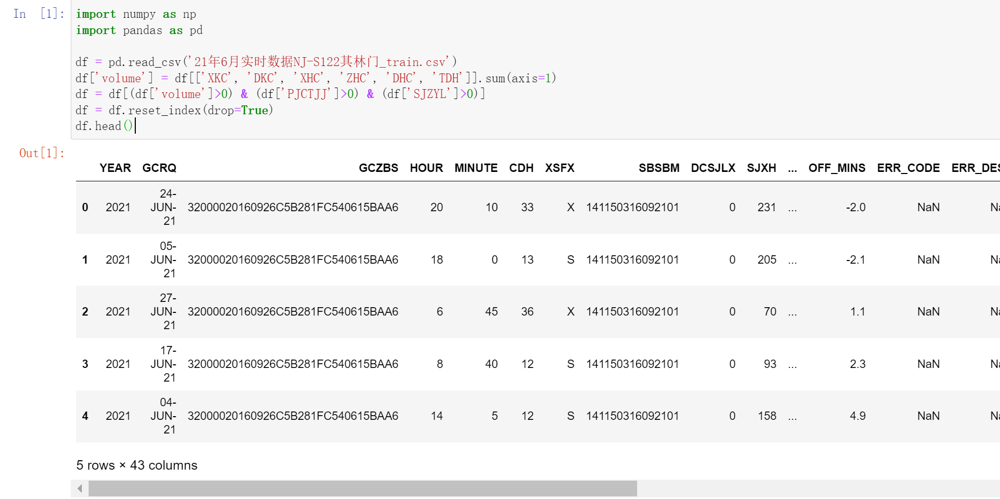 In [1]:
import numpy as np
import pandas as pd
df = pd.read_csv('21年6月实时数据NJ-S122其林门_train.csv')
df['volume'] = df[['XKC', 'DKC', 'XHC', 'ZHC', 'DHC', 'TDH']].sum(axis=1)
df = df[(df['volume']>0) & (df['PJCTJJ']>0) & (df['SJZYL']>0)]
df = df.reset_index(drop=True)
df.head()
Out[1]:
YEAR GCRQ GCZBS HOUR MINUTE CDH XSFX SBSBM DCSJLX SJXH ... OFF_MINS ERR_CODE ERR_DES
0 2021 24-JUN-21 32000020160926C5B281FC540615BAA6 20 10 33 X 141150316092101 0 231 ... -2.0 NaN Na
1 2021 05-JUN-21 32000020160926C5B281FC540615BAA6 18 0 13 S 141150316092101 0 205 ... -2.1 NaN Na
2 2021 27-JUN-21 32000020160926C5B281FC540615BAA6 6 45 36 X 141150316092101 0 70 ... 1.1 NaN Na
3 2021 17-JUN-21 32000020160926C5B281FC540615BAA6 8 40 12 S 141150316092101 0 93 ... 2.3 NaN Na
4 2021 04-JUN-21 32000020160926C5B281FC540615BAA6 14 5 12 S 141150316092101 0 158 ... 4.9 NaN Na
5 rows × 43 columns